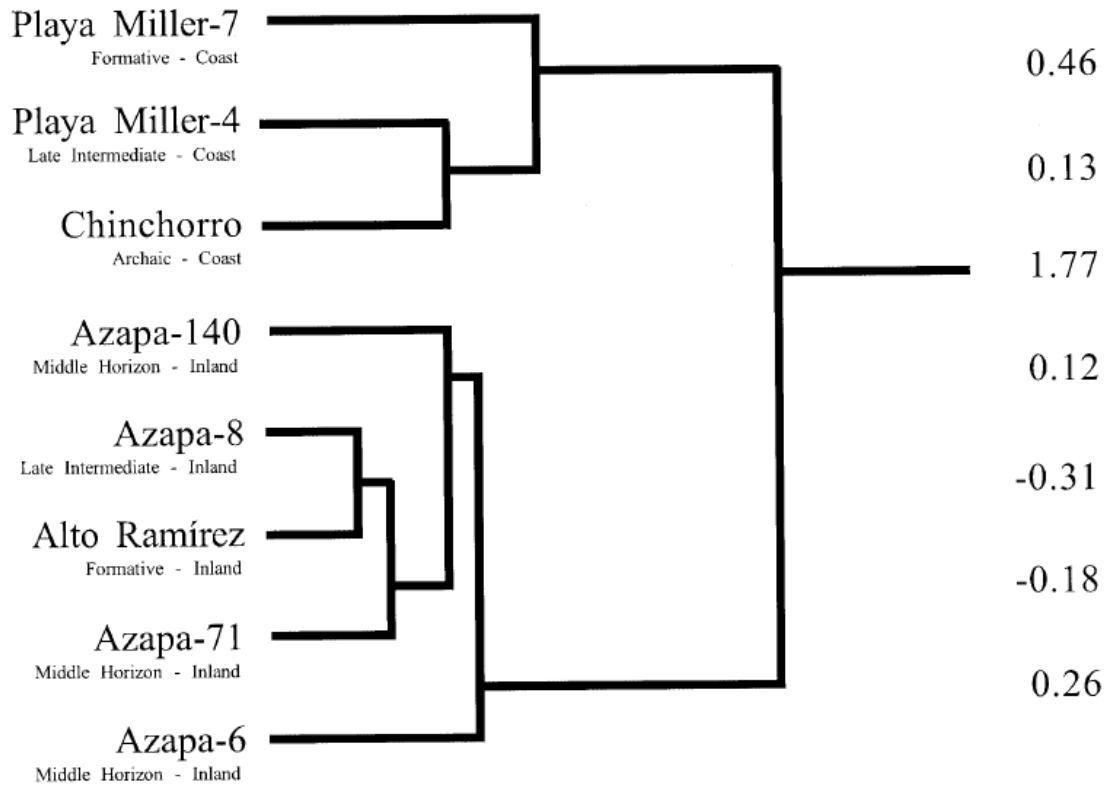 Playa Miller-7
Formative - Coast
0.46
Playa Miller-4
Late Intermediate - Coast
0.13
Chinchorro
Archaic - Coast
1.77
Azapa-140
Middle Horizon - Inland
0.12
Azapa-8
Late Intermediate - Inland
-0.31
Alto Ramírez
Formative - Inland
-0.18
Azapa-71
Middle Horizon - Inland
0.26
Azapa-6
Middle Horizon - Inland